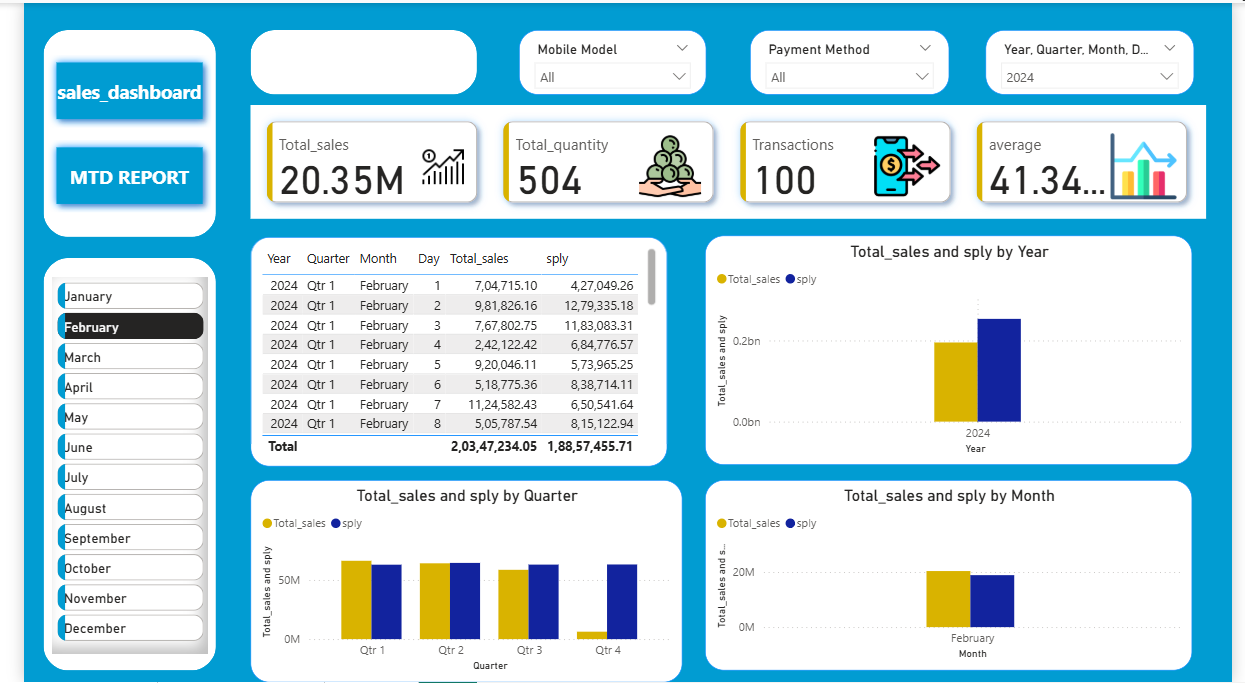 sales_dashboard
MTD REPORT
Mobile Model
All
Payment Method
All
Year, Quarter, Month, D...
2024
Total_sales
20.35M
Total_quantity
504
Transactions
100
average
41.34...
January
February
March
April
May
June
July
August
September
October
November
December
Year Quarter Month Day Total_sales sply
2024 Qtr 1 February 1 7,04,715.10 4,27,049.26
2024 Qtr 1 February 2 9,81,826.16 12,79,335.18
2024 Qtr 1 February 3 7,67,802.75 11,83,083.31
2024 Qtr 1 February 4 2,42,122.42 6,84,776.57
2024 Qtr 1 February 5 9,20,046.11 5,73,965.25
2024 Qtr 1 February 6 5,18,775.36 8,38,714.11
2024 Qtr 1 February 7 11,24,582.43 6,50,541.64
2024 Qtr 1 February 8 5,05,787.54 8,15,122.94
Total 2,03,47,234.05 1,88,57,455.71
Total_sales and sply by Year
Total_sales sply
Total_sales and sply
0.2bn
0.0bn
2024
Year
Total_sales and sply by Quarter
Total_sales sply
Total_sales and sply
50M
0M
Qtr 1 Qtr 2 Qtr 3 Qtr 4
Quarter
Total_sales and sply by Month
Total_sales sply
Total_sales and s...
20M
0M
February
Month